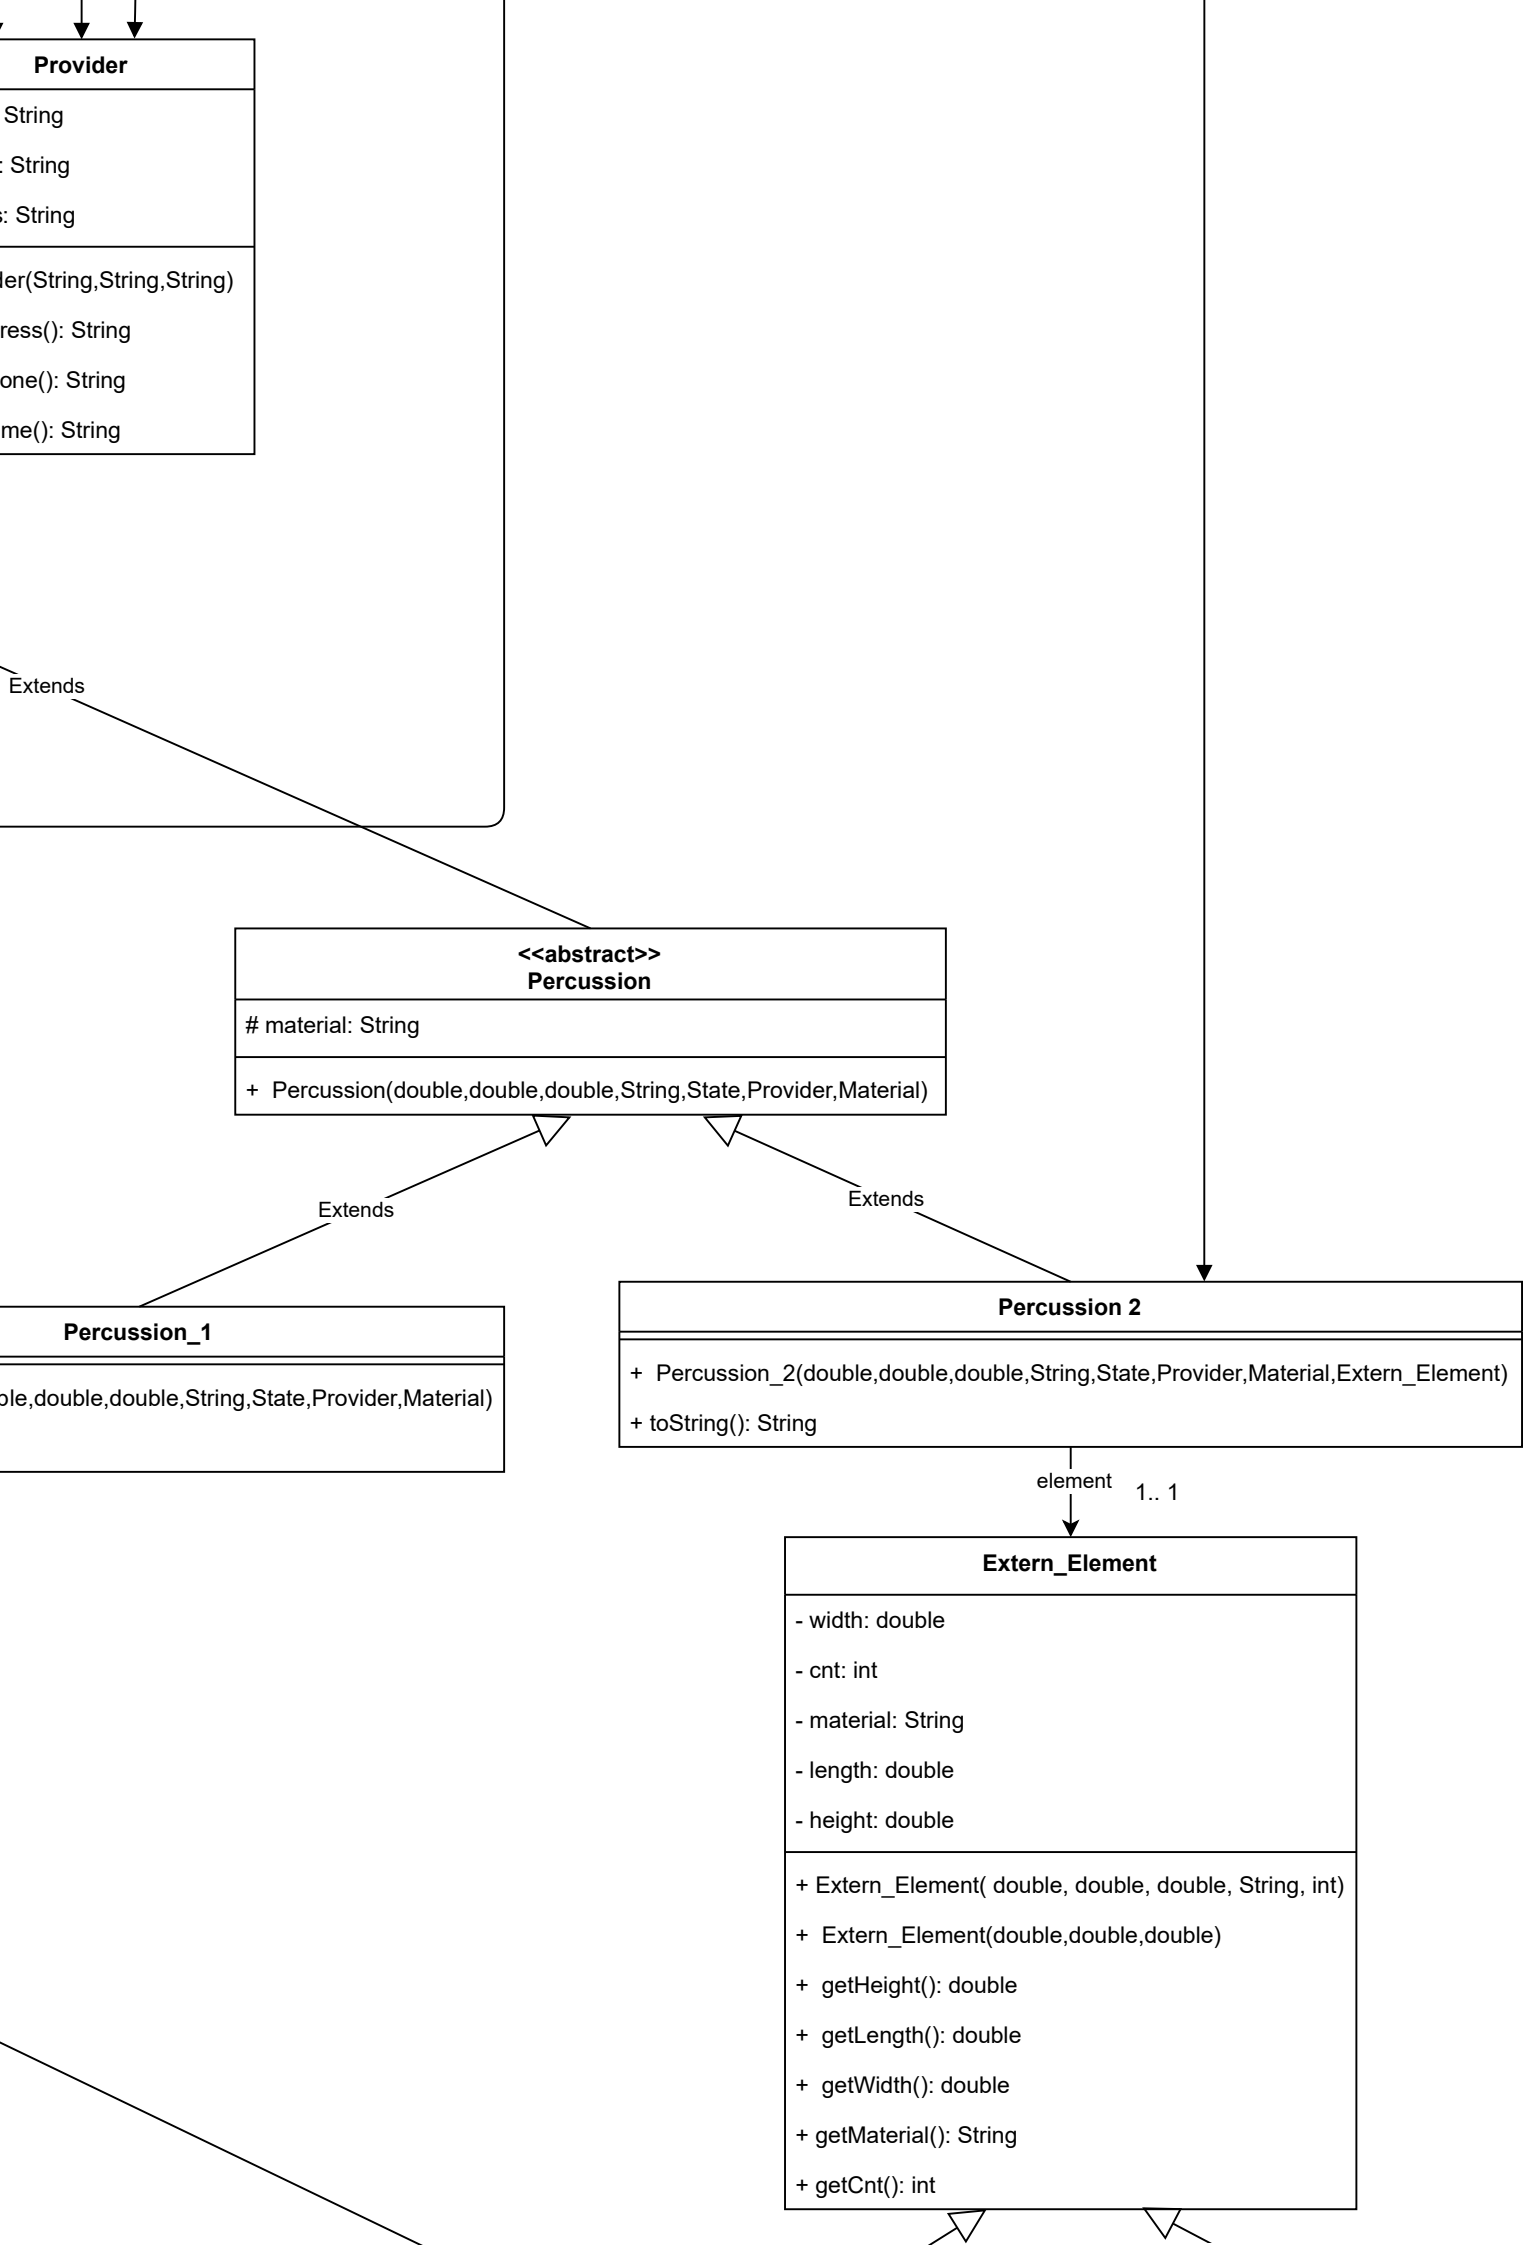 Provider
String
: String
s: String
der(String,String,String)
ress(): String
one(): String
me(): String
Extends
<<abstract>>
Percussion
# material: String
+ Percussion(double,double,double,String,State,Provider,Material)
Extends
Extends
Percussion_1
ble,double,double,String,State,Provider,Material)
Percussion 2
+ Percussion_2(double,double,double,String,State,Provider,Material,Extern_Element)
+ toString(): String
element
1.. 1
Extern_Element
- width: double
- cnt: int
- material: String
- length: double
- height: double
+ Extern_Element( double, double, double, String, int)
+ Extern_Element(double,double,double)
+ getHeight(): double
+ getLength(): double
+ getWidth(): double
+ getMaterial(): String
+ getCnt(): int